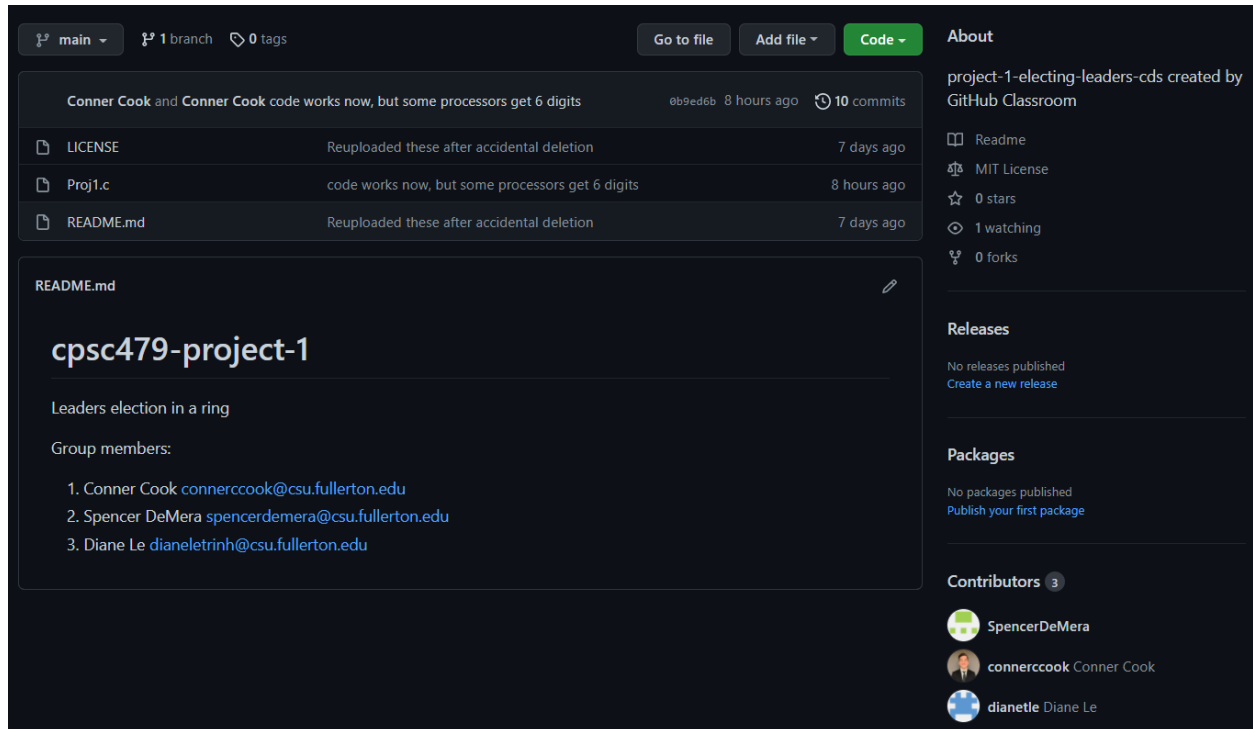 main
1 branch
0 tags
Go to file
Add file
Code
Conner Cook and Conner Cook code works now, but some processors get 6 digits
0b9ed6b 8 hours ago
10 commits
LICENSE
Reuploaded these after accidental deletion
7 days ago
Proj1.c
code works now, but some processors get 6 digits
8 hours ago
README.md
Reuploaded these after accidental deletion
7 days ago
README.md
cpsc479-project-1
Leaders election in a ring
Group members:
1. Conner Cook connerccook@csu.fullerton.edu
2. Spencer DeMera spencerdemera@csu.fullerton.edu
3. Diane Le dianeletrinh@csu.fullerton.edu
About
project-1-electing-leaders-cds created by
GitHub Classroom
Readme
MIT License
0 stars
1 watching
0 forks
Releases
No releases published
Create a new release
Packages
No packages published
Publish your first package
Contributors 3
SpencerDeMera
connerccook Conner Cook
dianetle Diane Le